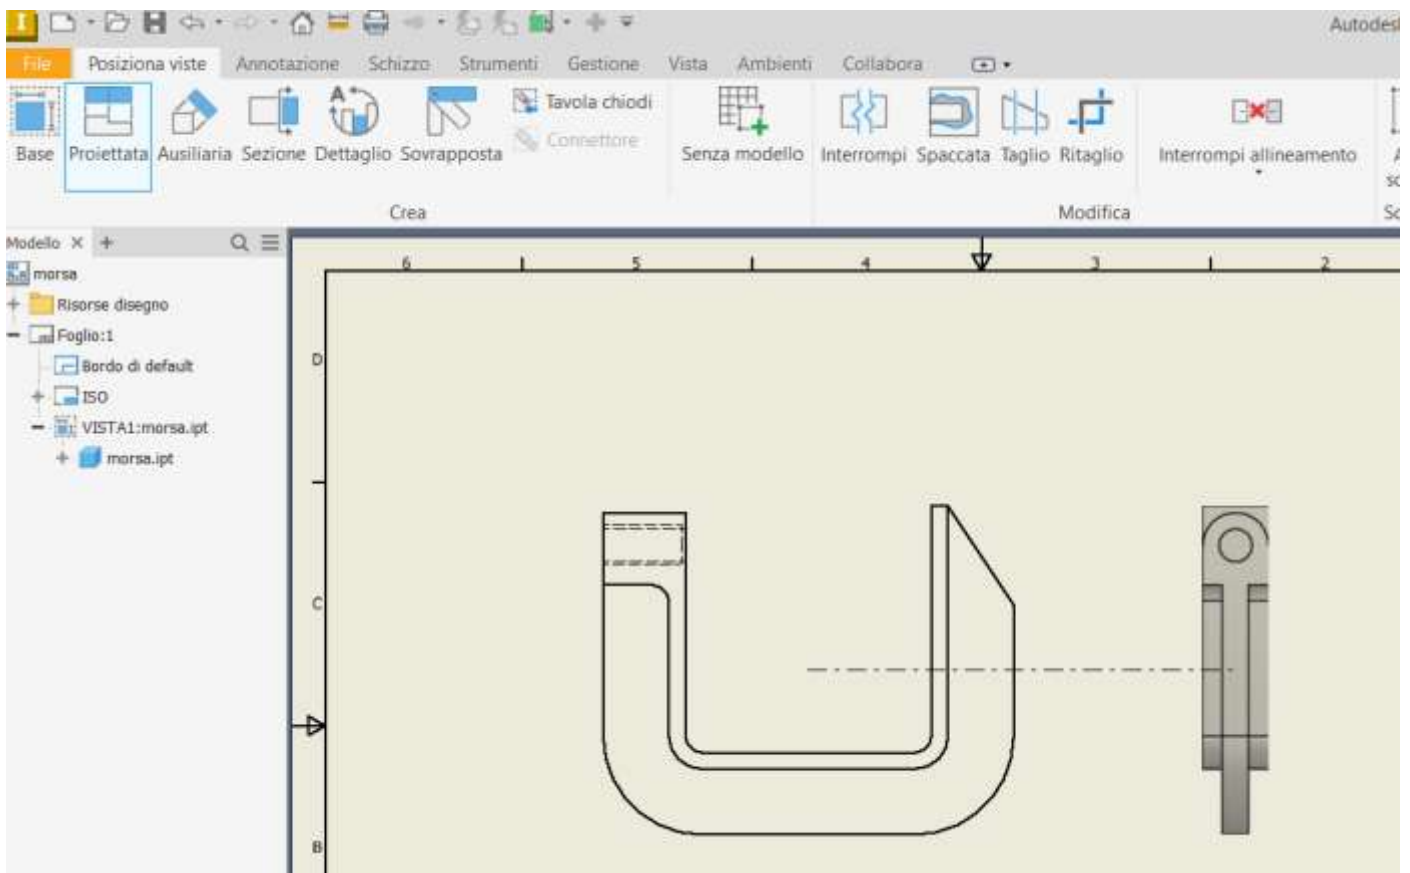 I
Autodes
File Posiziona viste Annotazione Schizzo Strumenti Gestione Vista Ambienti Collabora
Tavola chiodi
Connettore
Base Proiettata Ausiliaria Sezione Dettaglio Sovrapposta Senza modello Interrompi Spaccata Taglio Ritaglio Interrompi allineamento
Crea Modifica
Modello × +
morsa
Risorse disegno
Foglio:1
Bordo di default
ISO
VISTA1:morsa.ipt
morsa.ipt
6 5 4 3 2
D
C
B